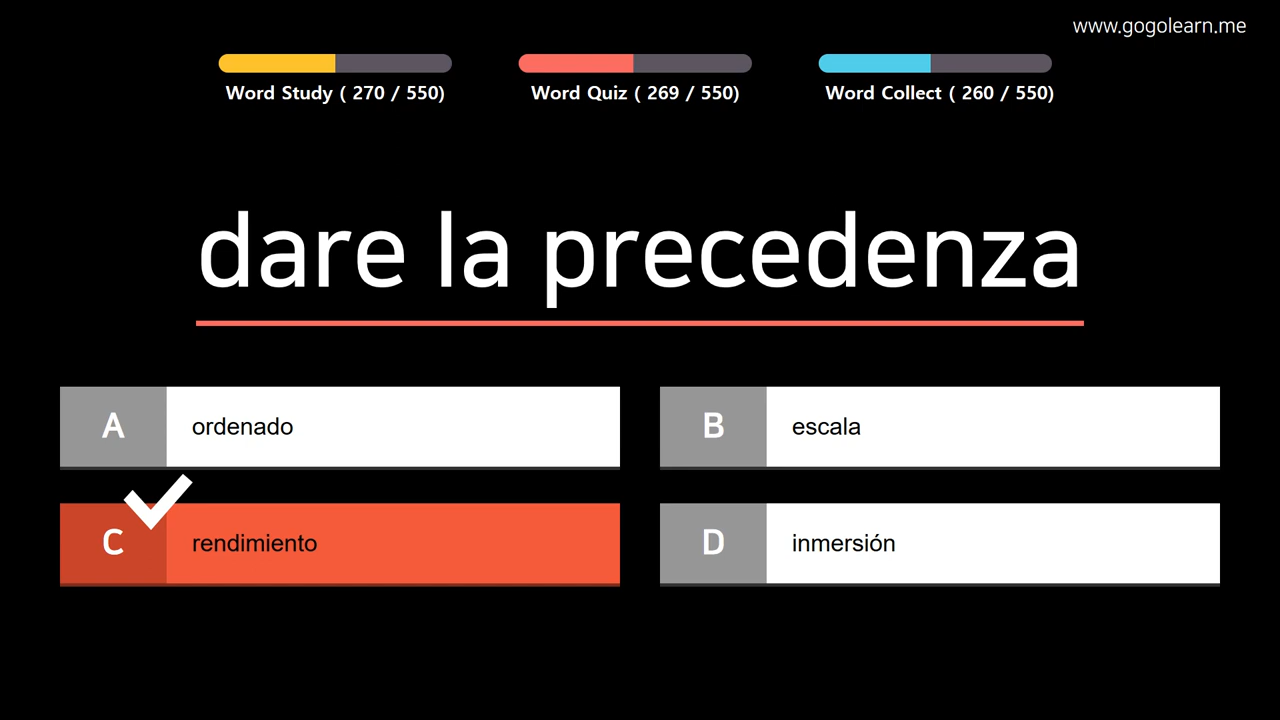 www.gogolearn.me
Word Study ( 270 / 550)
Word Quiz ( 269 / 550)
Word Collect ( 260 / 550)
dare la precedenza
A ordenado
B escala
C rendimiento
D inmersión